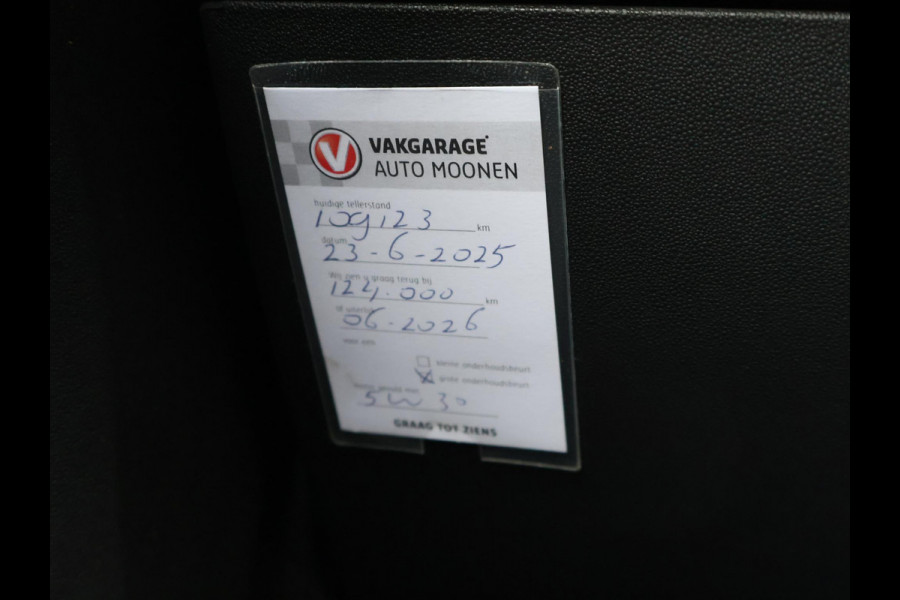 V VAKGARAGE
AUTO MOONEN
huidige tellerstand
109123 km
datum
23-6-2025
Wij zien u graag terug bij
124.000 km
of uiterlijk
06-2026
voor een
kleine onderhoudsbeurt
grote onderhoudsbeurt
5W30
GRAAG TOT ZIENS